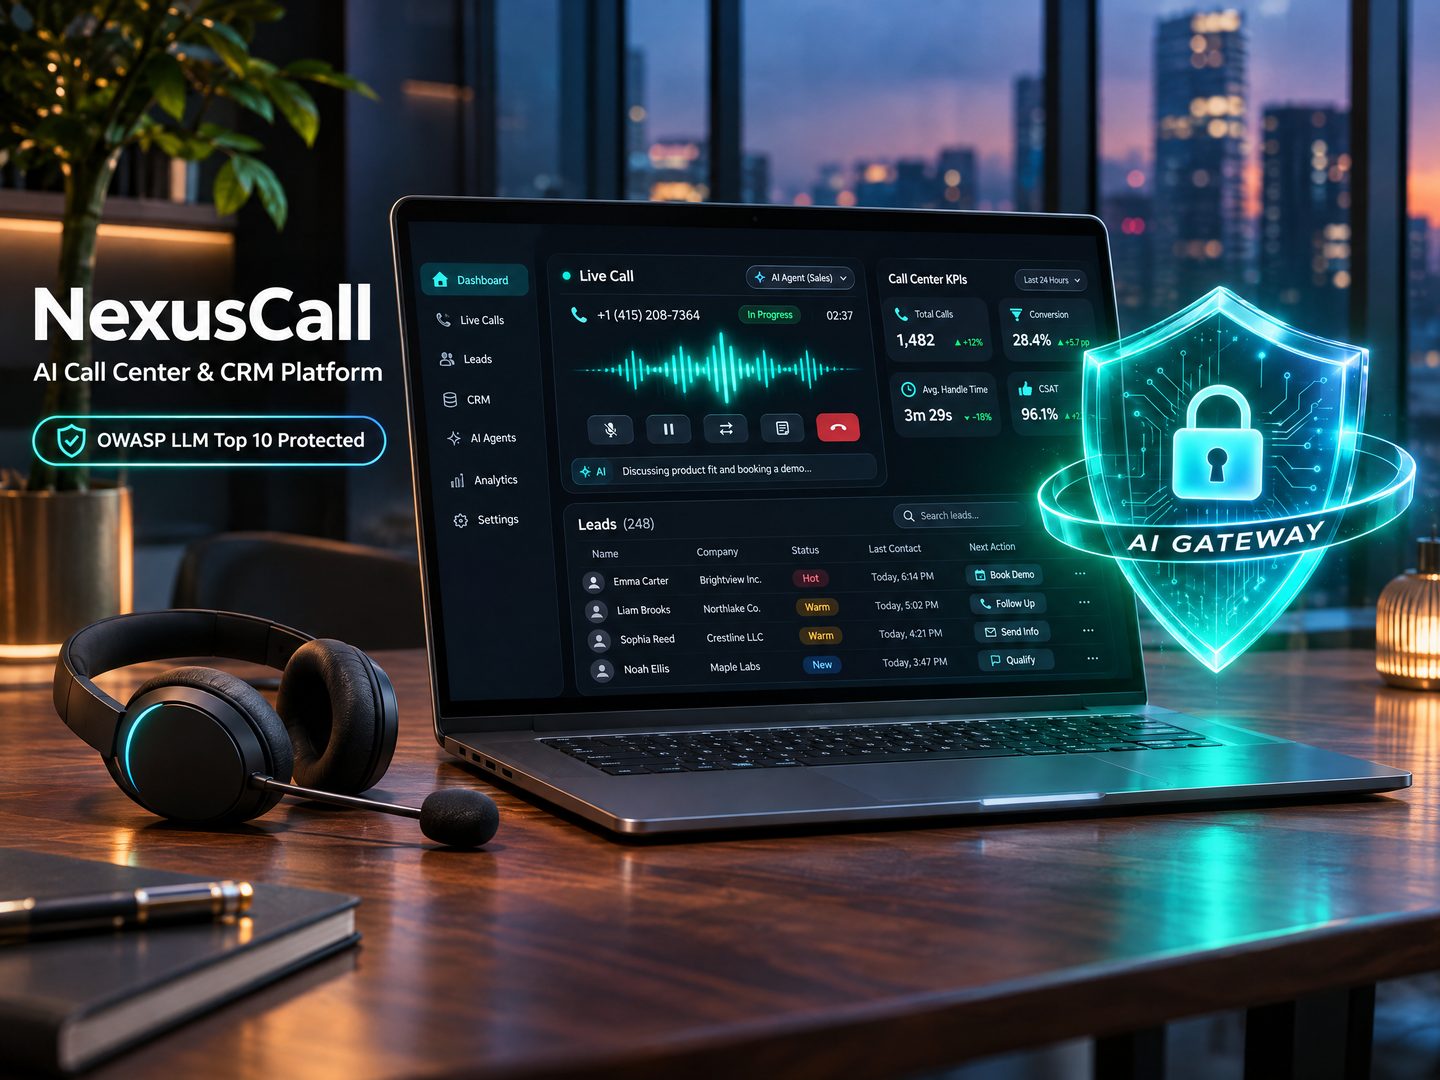 NexusCall
AI Call Center & CRM Platform
OWASP LLM Top 10 Protected
Dashboard
Live Calls
Leads
CRM
AI Agents
Analytics
Settings
Live Call
AI Agent (Sales)
+1 (415) 208-7364
In Progress
02:37
AI
Discussing product fit and booking a demo...
Call Center KPIs
Last 24 Hours
Total Calls
1,482 ▲+12%
Conversion
28.4% ▲+5.7 pp
Avg. Handle Time
3m 29s ▾ -18%
CSAT
96.1% ▲+2.
Leads (248)
Search leads...
Name Company Status Last Contact Next Action
Emma Carter Brightview Inc. Hot Today, 6:14 PM Book Demo ...
Liam Brooks Northlake Co. Warm Today, 5:02 PM Follow Up ...
Sophia Reed Crestline LLC Warm Today, 4:21 PM Send Info ...
Noah Ellis Maple Labs New Today, 3:47 PM Qualify ...
AI GATEWAY